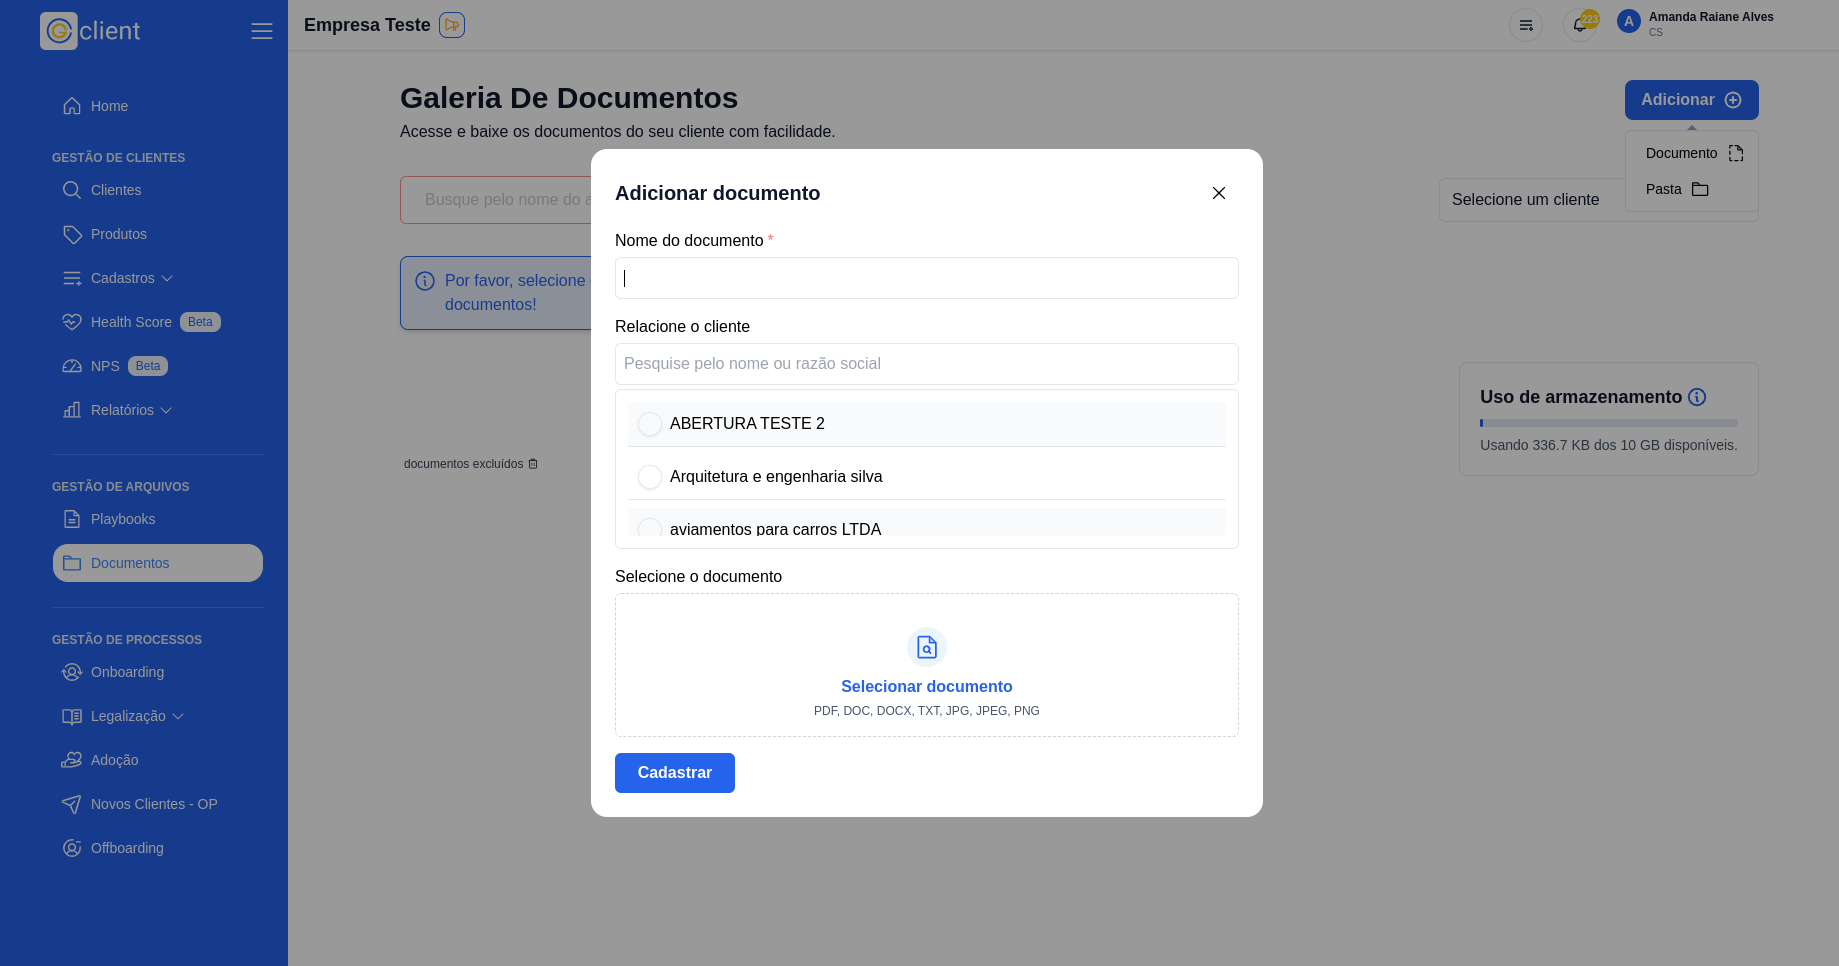 client
Home
GESTÃO DE CLIENTES
Clientes
Produtos
Cadastros
Health Score Beta
NPS Beta
Relatórios
GESTÃO DE ARQUIVOS
Playbooks
Documentos
GESTÃO DE PROCESSOS
Onboarding
Legalização
Adoção
Novos Clientes - OP
Offboarding
Empresa Teste
223
A
Amanda Raiane Alves
CS
Galeria De Documentos
Acesse e baixe os documentos do seu cliente com facilidade.
Adicionar
Documento
Pasta
Busque pelo nome do
Selecione um cliente
Por favor, selecione
documentos!
documentos excluídos
Uso de armazenamento
Usando 336.7 KB dos 10 GB disponíveis.
Adicionar documento
Nome do documento *
Relacione o cliente
Pesquise pelo nome ou razão social
ABERTURA TESTE 2
Arquitetura e engenharia silva
aviamentos para carros LTDA
Selecione o documento
Selecionar documento
PDF, DOC, DOCX, TXT, JPG, JPEG, PNG
Cadastrar